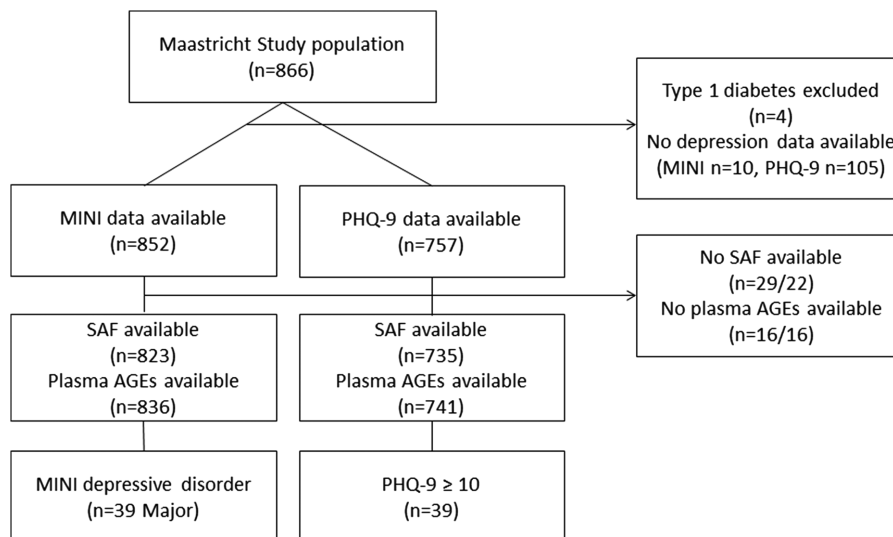 Maastricht Study population
(n=866)
Type 1 diabetes excluded
(n=4)
No depression data available
(MINI n=10, PHQ-9 n=105)
MINI data available
(n=852)
PHQ-9 data available
(n=757)
No SAF available
(n=29/22)
No plasma AGEs available
(n=16/16)
SAF available
(n=823)
Plasma AGEs available
(n=836)
SAF available
(n=735)
Plasma AGEs available
(n=741)
MINI depressive disorder
(n=39 Major)
PHQ-9 ≥ 10
(n=39)